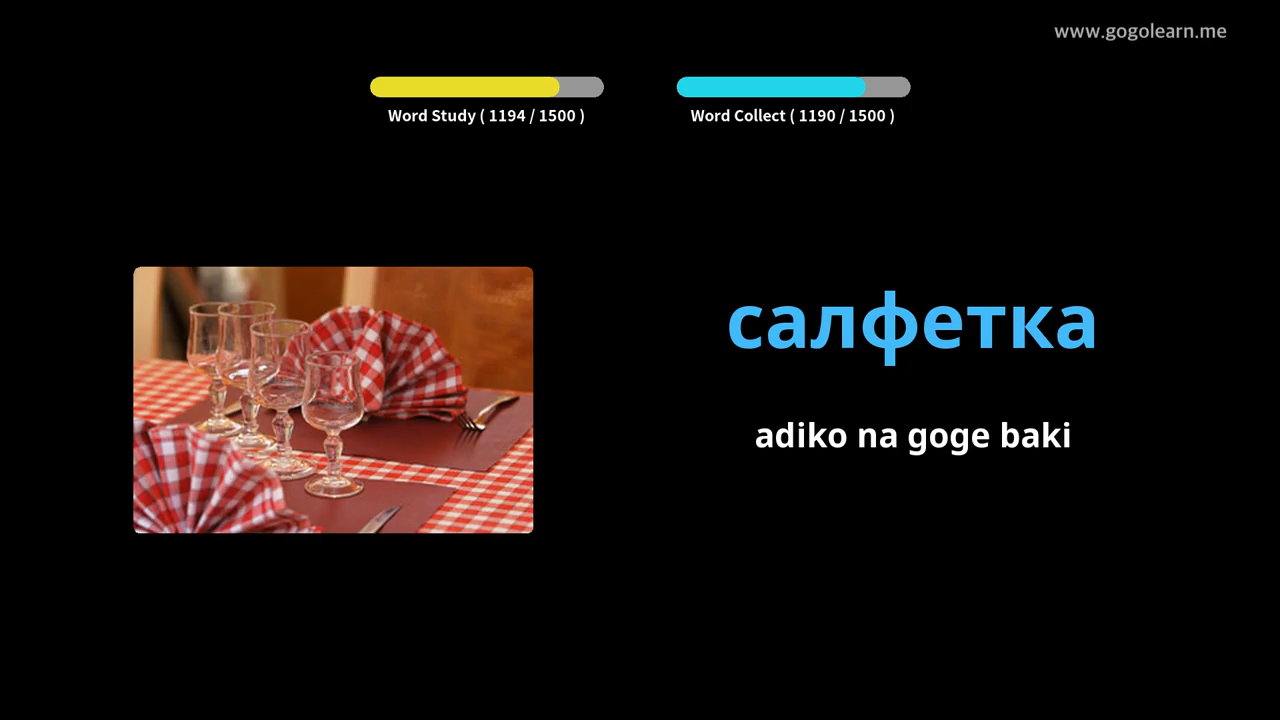 www.gogolearn.me
Word Study ( 1194 / 1500 )
Word Collect ( 1190 / 1500 )
салфетка
adiko na goge baki